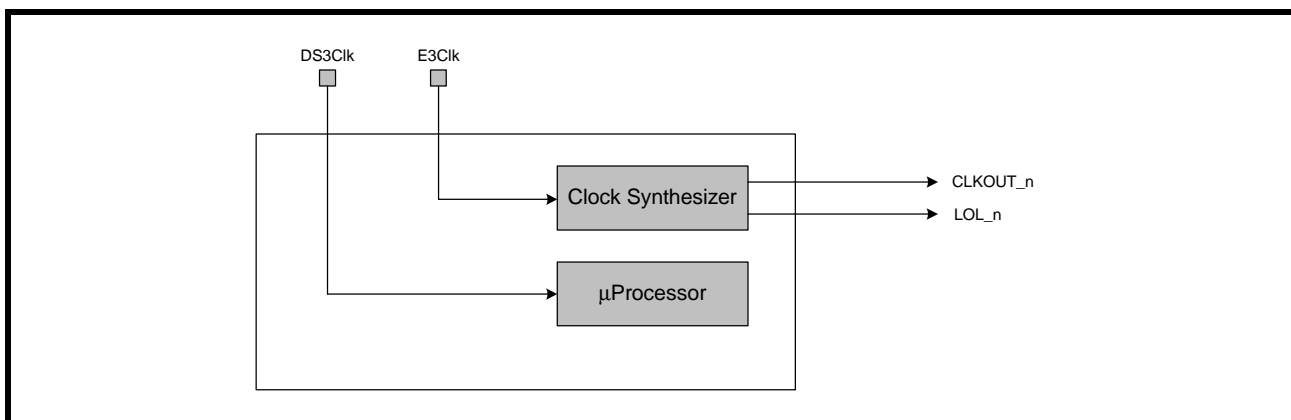 DS3Clk
E3Clk
Clock Synthesizer
CLKOUT_n
LOL_n
μProcessor